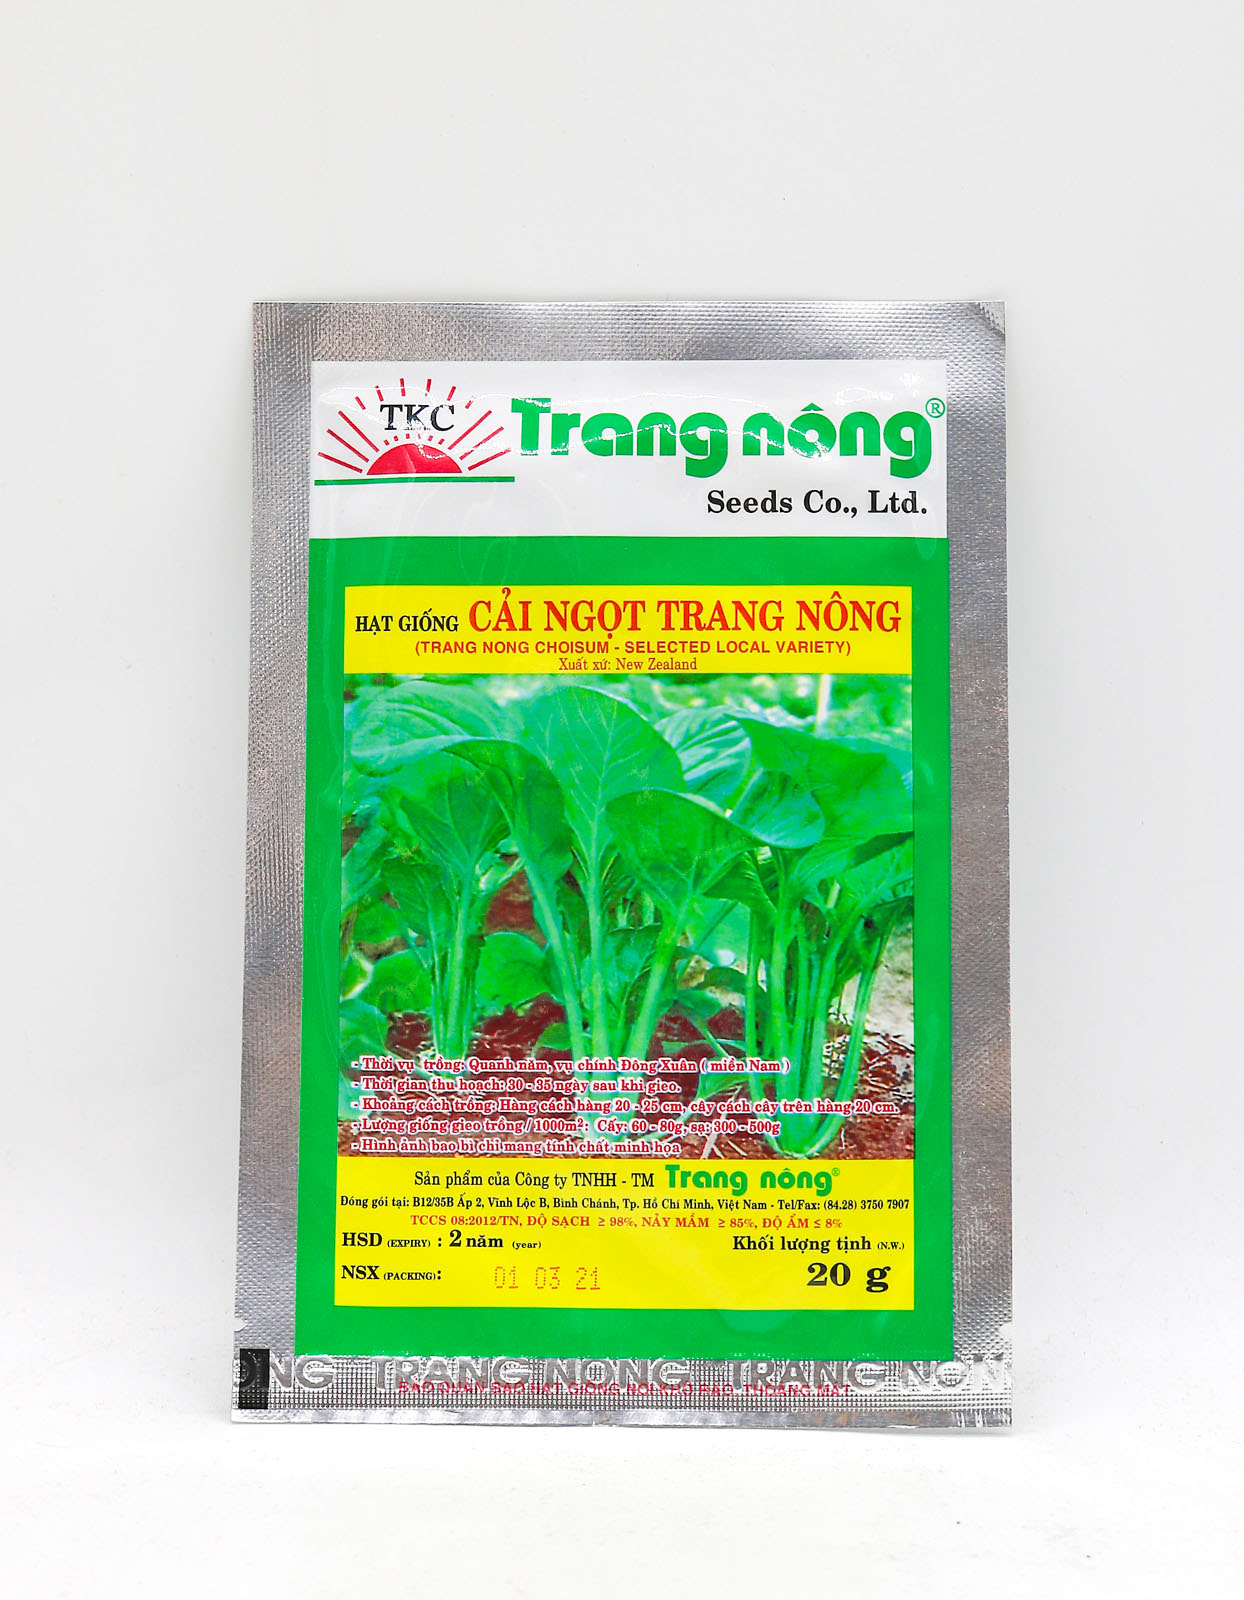 TKC
Trang nông®
Seeds Co., Ltd.
HẠT GIỐNG CẢI NGỌT TRANG NÔNG
(TRANG NONG CHOISUM - SELECTED LOCAL VARIETY)
Xuất xứ: New Zealand
- Thời vụ trồng: Quanh năm, vụ chính Đông Xuân ( miền Nam )
- Thời gian thu hoạch: 30 - 35 ngày sau khi gieo.
- Khoảng cách trồng: Hàng cách hàng 20 - 25 cm, cây cách cây trên hàng 20 cm.
- Lượng giống gieo trồng / 1000m²: Cấy: 60 - 80g, sạ: 300 - 500g
- Hình ảnh bao bì chỉ mang tính chất minh họa
Sản phẩm của Công ty TNHH - TM Trang nông®
Đóng gói tại: B12/35B Ấp 2, Vĩnh Lộc B, Bình Chánh, Tp. Hồ Chí Minh, Việt Nam - Tel/Fax: (84.28) 3750 7907
TCCS 08:2012/TN, ĐỘ SẠCH ≥ 98%, NẢY MẦM ≥ 85%, ĐỘ ẨM ≤ 8%
HSD (EXPIRY) : 2 năm (year)
Khối lượng tịnh (N.W.)
NSX (PACKING): 01 03 21
20 g
ONG TRANG NONG TRANG NON
BẢO QUẢN BAO HẠT GIỐNG NƠI KHÔ RÁO, THOÁNG MÁT